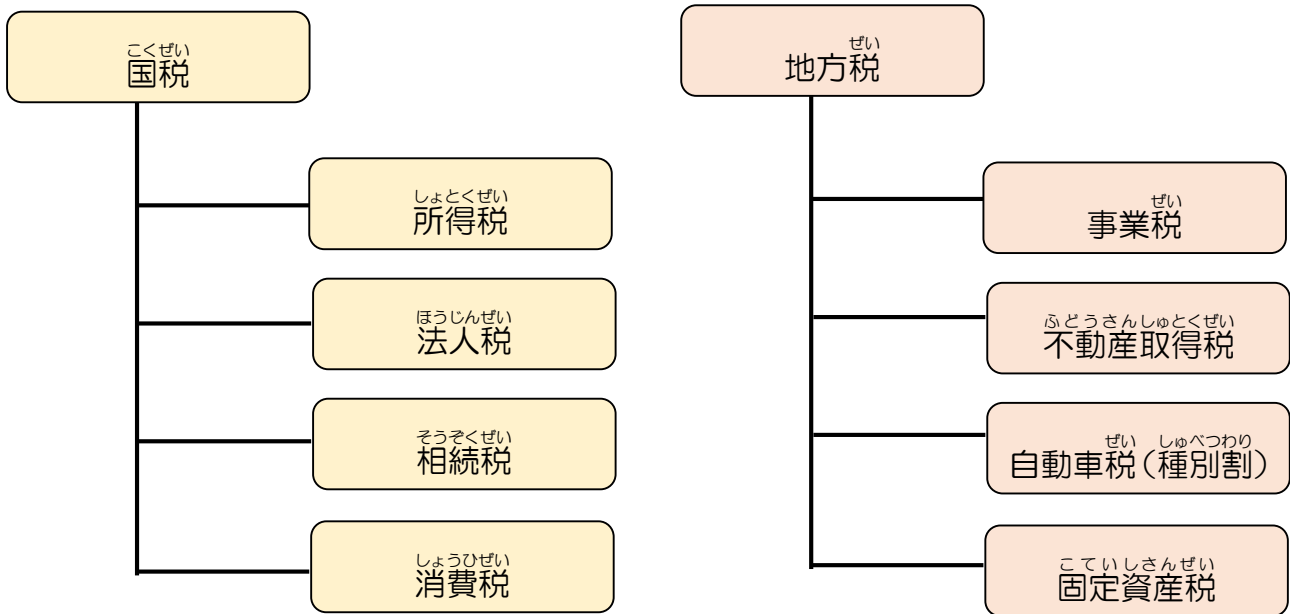 こくぜい
国税
しょとくぜい
所得税
ほうじんぜい
法人税
そうぞくぜい
相続税
しょうひぜい
消費税
ぜい
地方税
ぜい
事業税
ふどうさんしゅとくぜい
不動産取得税
ぜい しゅべつわり
自動車税(種別割)
こていしさんぜい
固定資産税